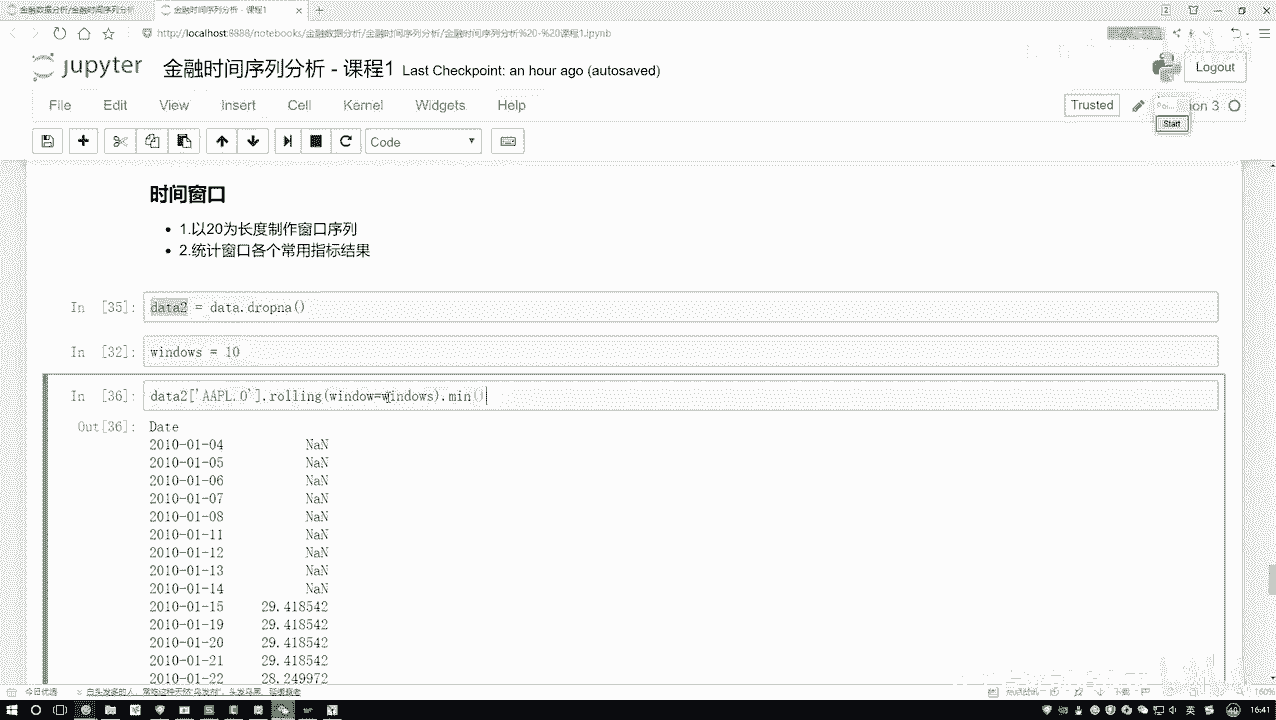 金融数据分析/金融时间序列分析
金融时间序列分析 - 课程1
http://localhost:8888/notebooks/金融数据分析/金融时间序列分析/金融时间序列分析%20-%20课程1.ipynb
jupyter 金融时间序列分析 - 课程1 Last Checkpoint: an hour ago (autosaved)
Logout
File Edit View Insert Cell Kernel Widgets Help
Trusted
on 3
Start
Code
时间窗口
1.以20为长度制作窗口序列
2.统计窗口各个常用指标结果
In [35]: data2 = data.dropna()
In [32]: windows = 10
In [36]: data2['AAPL.O'].rolling(window=windows).min()
Out[36]: Date
2010-01-04 NaN
2010-01-05 NaN
2010-01-06 NaN
2010-01-07 NaN
2010-01-08 NaN
2010-01-11 NaN
2010-01-12 NaN
2010-01-13 NaN
2010-01-14 NaN
2010-01-15 29.418542
2010-01-19 29.418542
2010-01-20 29.418542
2010-01-21 29.418542
2010-01-22 28.249972
今日优选
160%
英
16:41